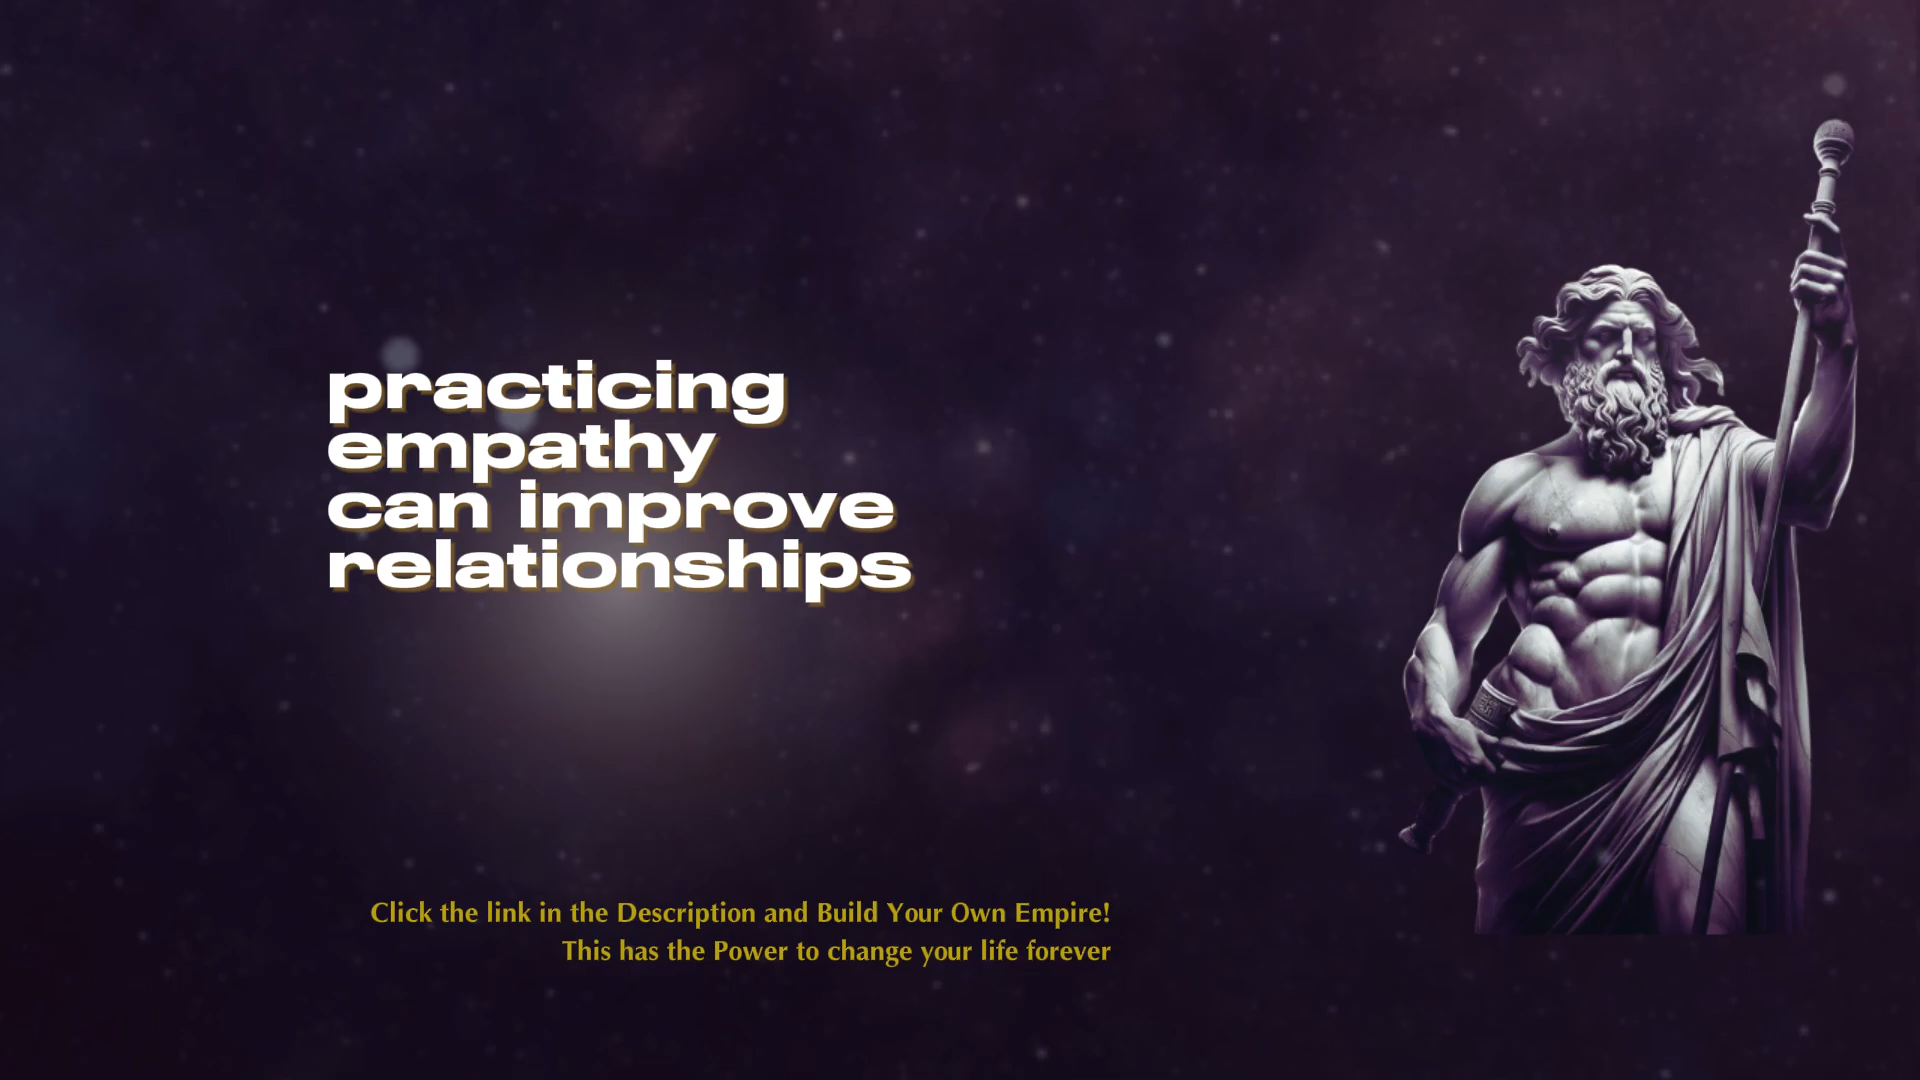 practicing
empathy
can improve
relationships
Click the link in the Description and Build Your Own Empire!
This has the Power to change your life forever